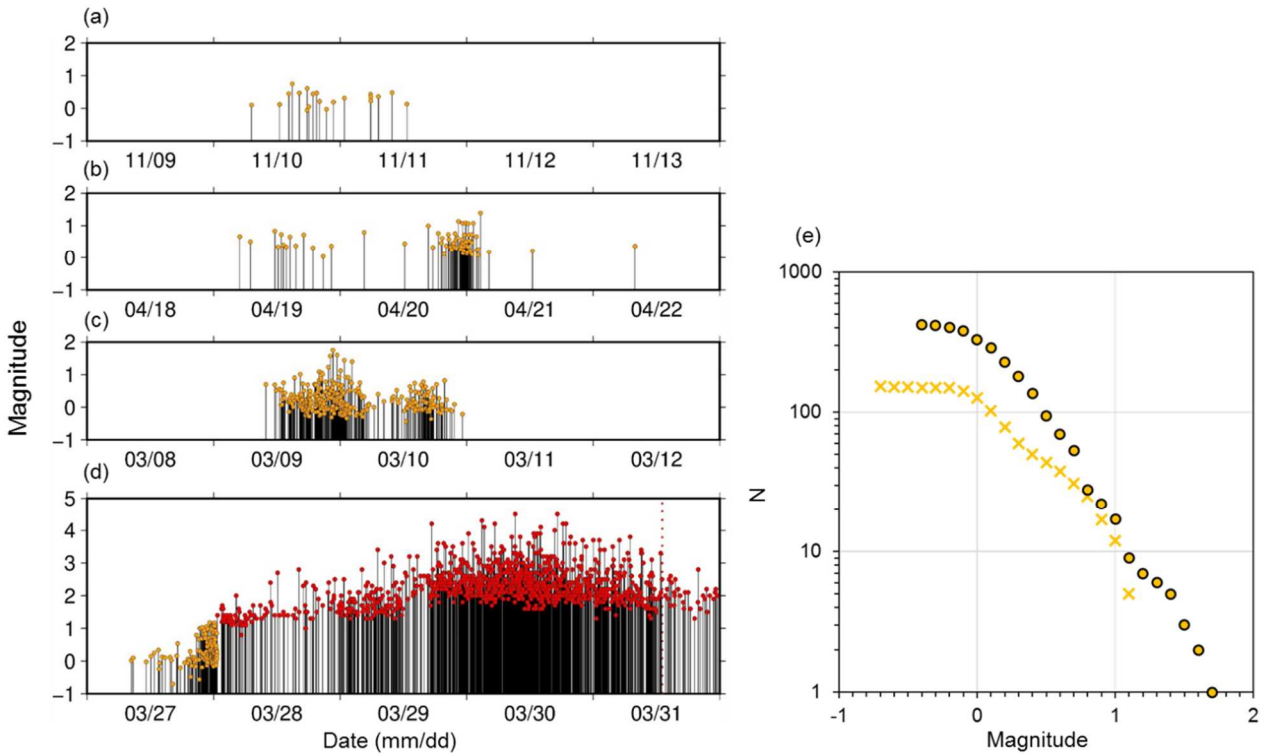 (a)
2
1
0
−1
11/09 11/10 11/11 11/12 11/13
(b)
2
1
0
−1
04/18 04/19 04/20 04/21 04/22
(c)
2
1
0
−1
03/08 03/09 03/10 03/11 03/12
(d)
5
4
3
2
1
0
−1
03/27 03/28 03/29 03/30 03/31
Date (mm/dd)
Magnitude
(e)
1000
100
10
1
-1 0 1 2
Magnitude
N